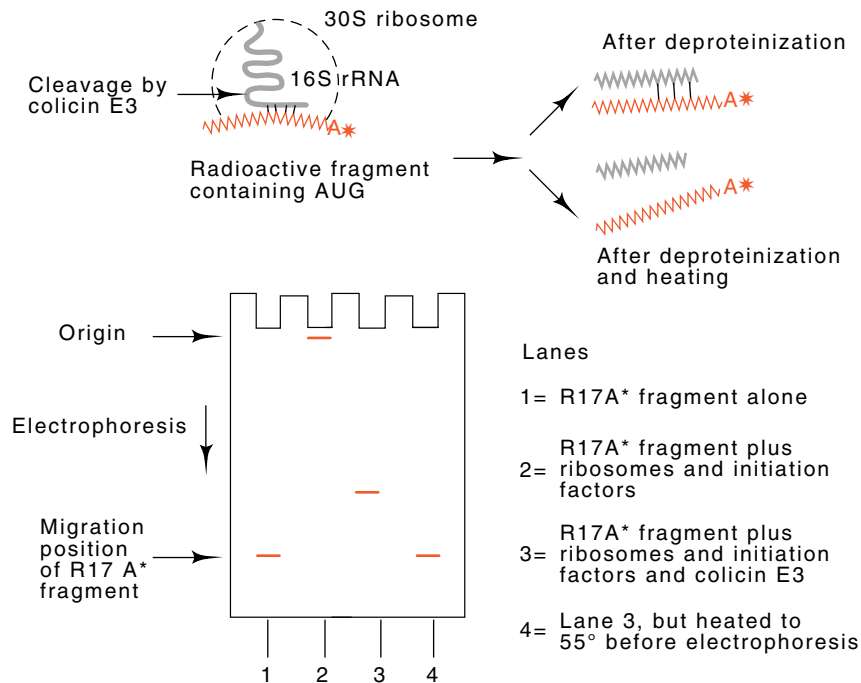 30S ribosome
16S rRNA
Cleavage by
colicin E3
A✷
Radioactive fragment
containing AUG
After deproteinization
A✷
A✷
After deproteinization
and heating
Origin
Electrophoresis
Migration
position
of R17 A*
fragment
1 2 3 4
Lanes
1= R17A* fragment alone
R17A* fragment plus
2= ribosomes and initiation
factors
R17A* fragment plus
3= ribosomes and initiation
factors and colicin E3
4= Lane 3, but heated to
55° before electrophoresis